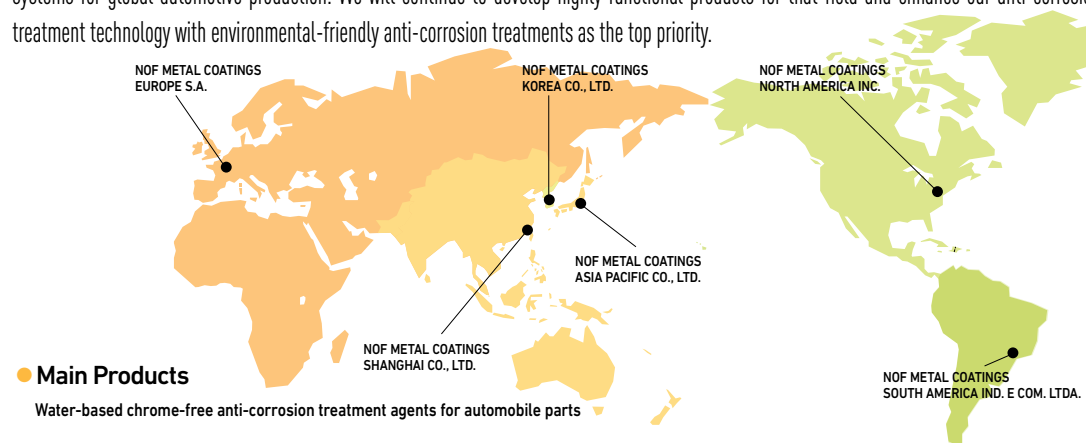 treatment technology with environmental-friendly anti-corrosion treatments as the top priority.
NOF METAL COATINGS
EUROPE S.A.
NOF METAL COATINGS
KOREA CO., LTD.
NOF METAL COATINGS
NORTH AMERICA INC.
NOF METAL COATINGS
ASIA PACIFIC CO., LTD.
NOF METAL COATINGS
SHANGHAI CO., LTD.
NOF METAL COATINGS
SOUTH AMERICA IND. E COM. LTDA.
Main Products
Water-based chrome-free anti-corrosion treatment agents for automobile parts